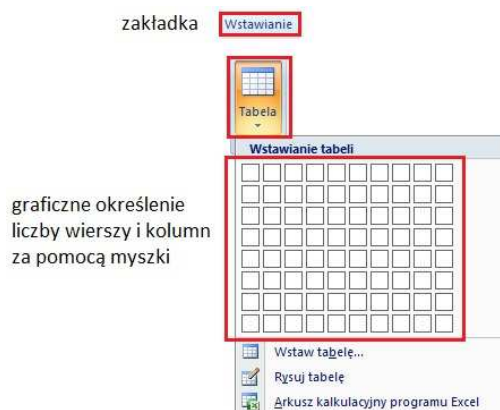 zakładka Wstawianie
Tabela
Wstawianie tabeli
graficzne określenie
liczby wierszy i kolumn
za pomocą myszki
Wstaw tabelę...
Rysuj tabelę
Arkusz kalkulacyjny programu Excel